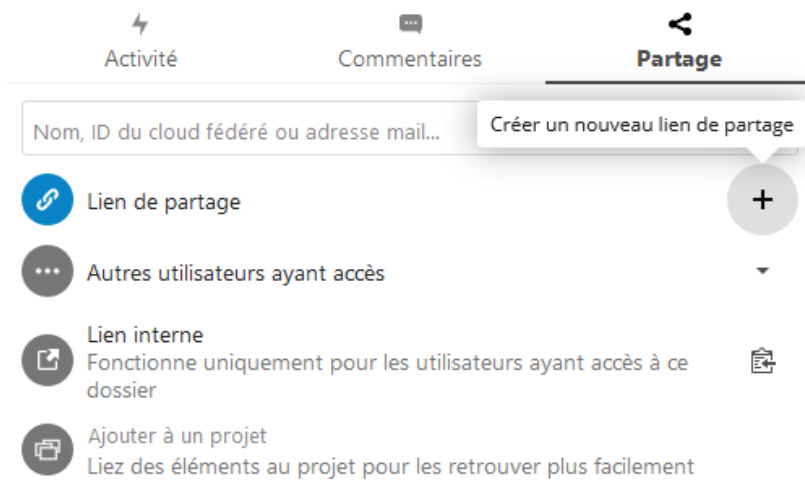 Activité
Commentaires
Partage
Nom, ID du cloud fédéré ou adresse mail...
Créer un nouveau lien de partage
Lien de partage
Autres utilisateurs ayant accès
Lien interne
Fonctionne uniquement pour les utilisateurs ayant accès à ce
dossier
Ajouter à un projet
Liez des éléments au projet pour les retrouver plus facilement